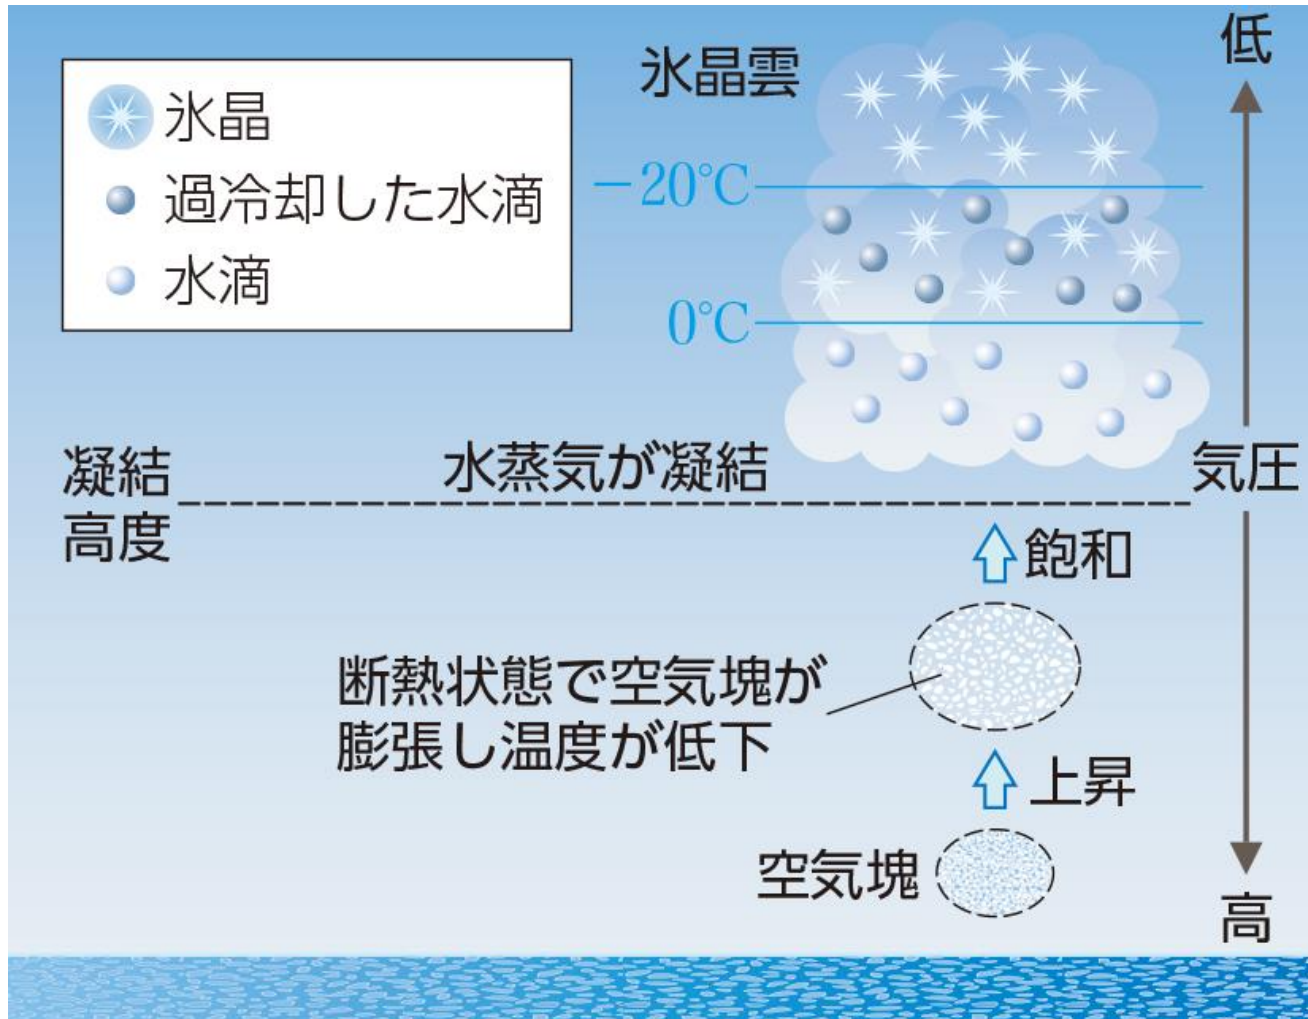 氷晶
過冷却した水滴
水滴
氷晶雲
－20℃
0℃
低
気圧
高
凝結
高度
水蒸気が凝結
飽和
断熱状態で空気塊が
膨張し温度が低下
上昇
空気塊